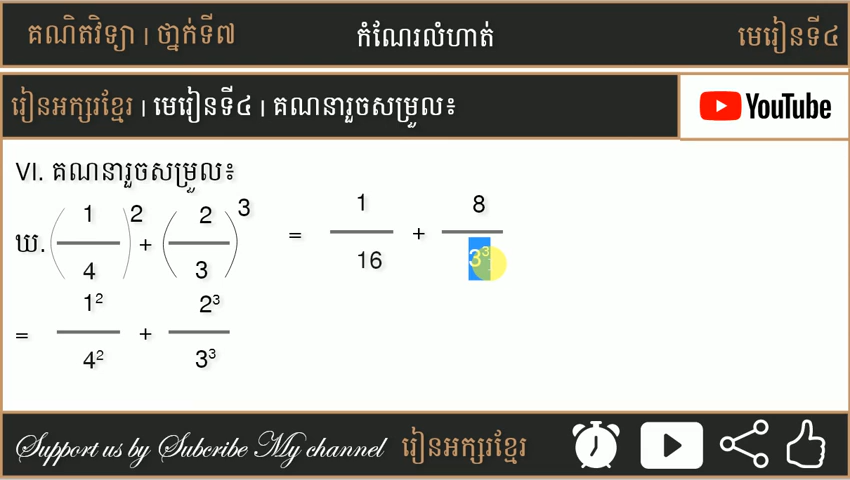 គណិតវិទ្យា | ថា្នក់ទី៧ កំណែរលំហាត់ មេរៀនទី៤
រៀនអក្សរខ្មែរ | មេរៀនទី៤ | គណនារួចសម្រួល៖ YouTube
VI. គណនារួចសម្រួល៖
ឃ. (1/4)² + (2/3)³ = 1/16 + 8/3³
= 1²/4² + 2³/3³
Support us by Subcribe My channel រៀនអក្សរខ្មែរ